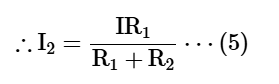 ∴ I₂ = IR₁ / (R₁ + R₂) ⋯ (5)